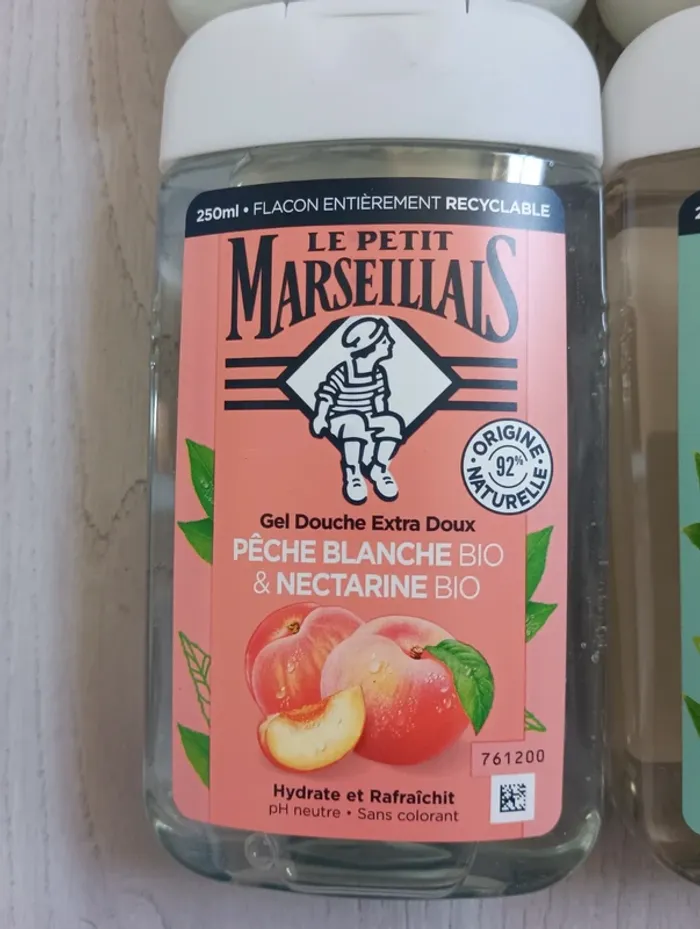 250ml • FLACON ENTIÈREMENT RECYCLABLE
LE PETIT
MARSEILLAIS
ORIGINE
92%
NATURELLE
Gel Douche Extra Doux
PÊCHE BLANCHE BIO
& NECTARINE BIO
761200
Hydrate et Rafraîchit
pH neutre • Sans colorant